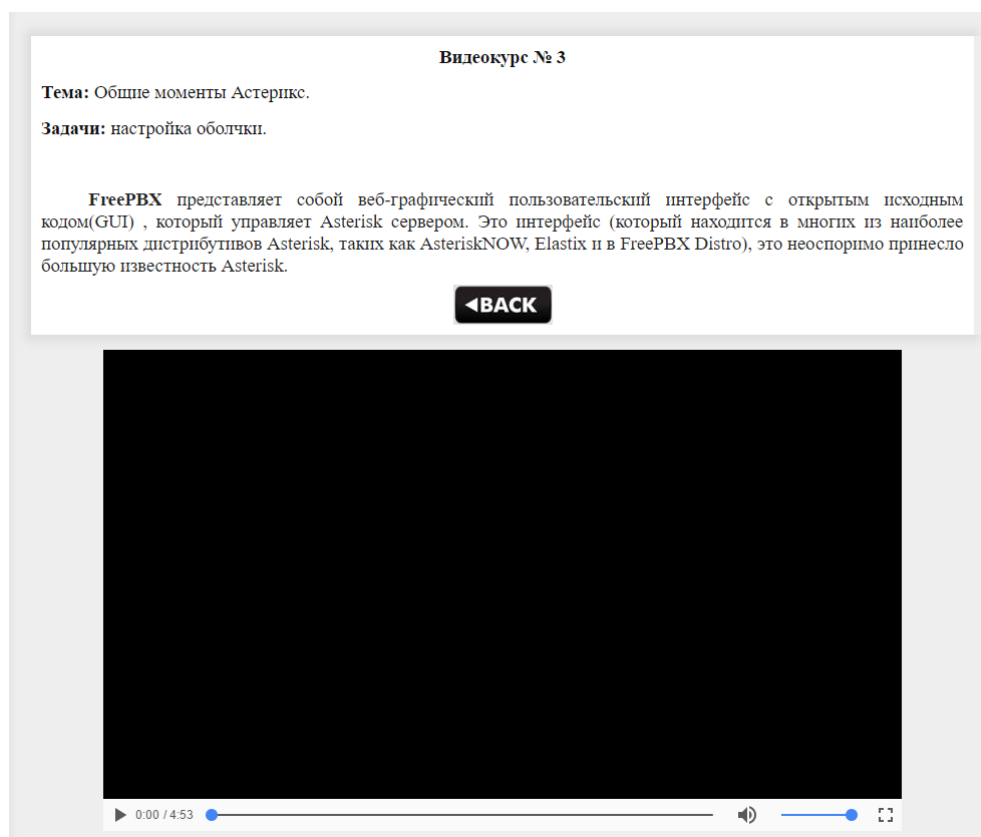 Видеокурс № 3
Тема: Общие моменты Астерикс.
Задачи: настройка оболчки.
FreePBX представляет собой веб-графический пользовательский интерфейс с открытым исходным
кодом(GUI) , который управляет Asterisk сервером. Это интерфейс (который находится в многих из наиболее
популярных дистрибутивов Asterisk, таких как AsteriskNOW, Elastix и в FreePBX Distro), это неоспоримо принесло
большую известность Asterisk.
BACK
0:00 / 4:53